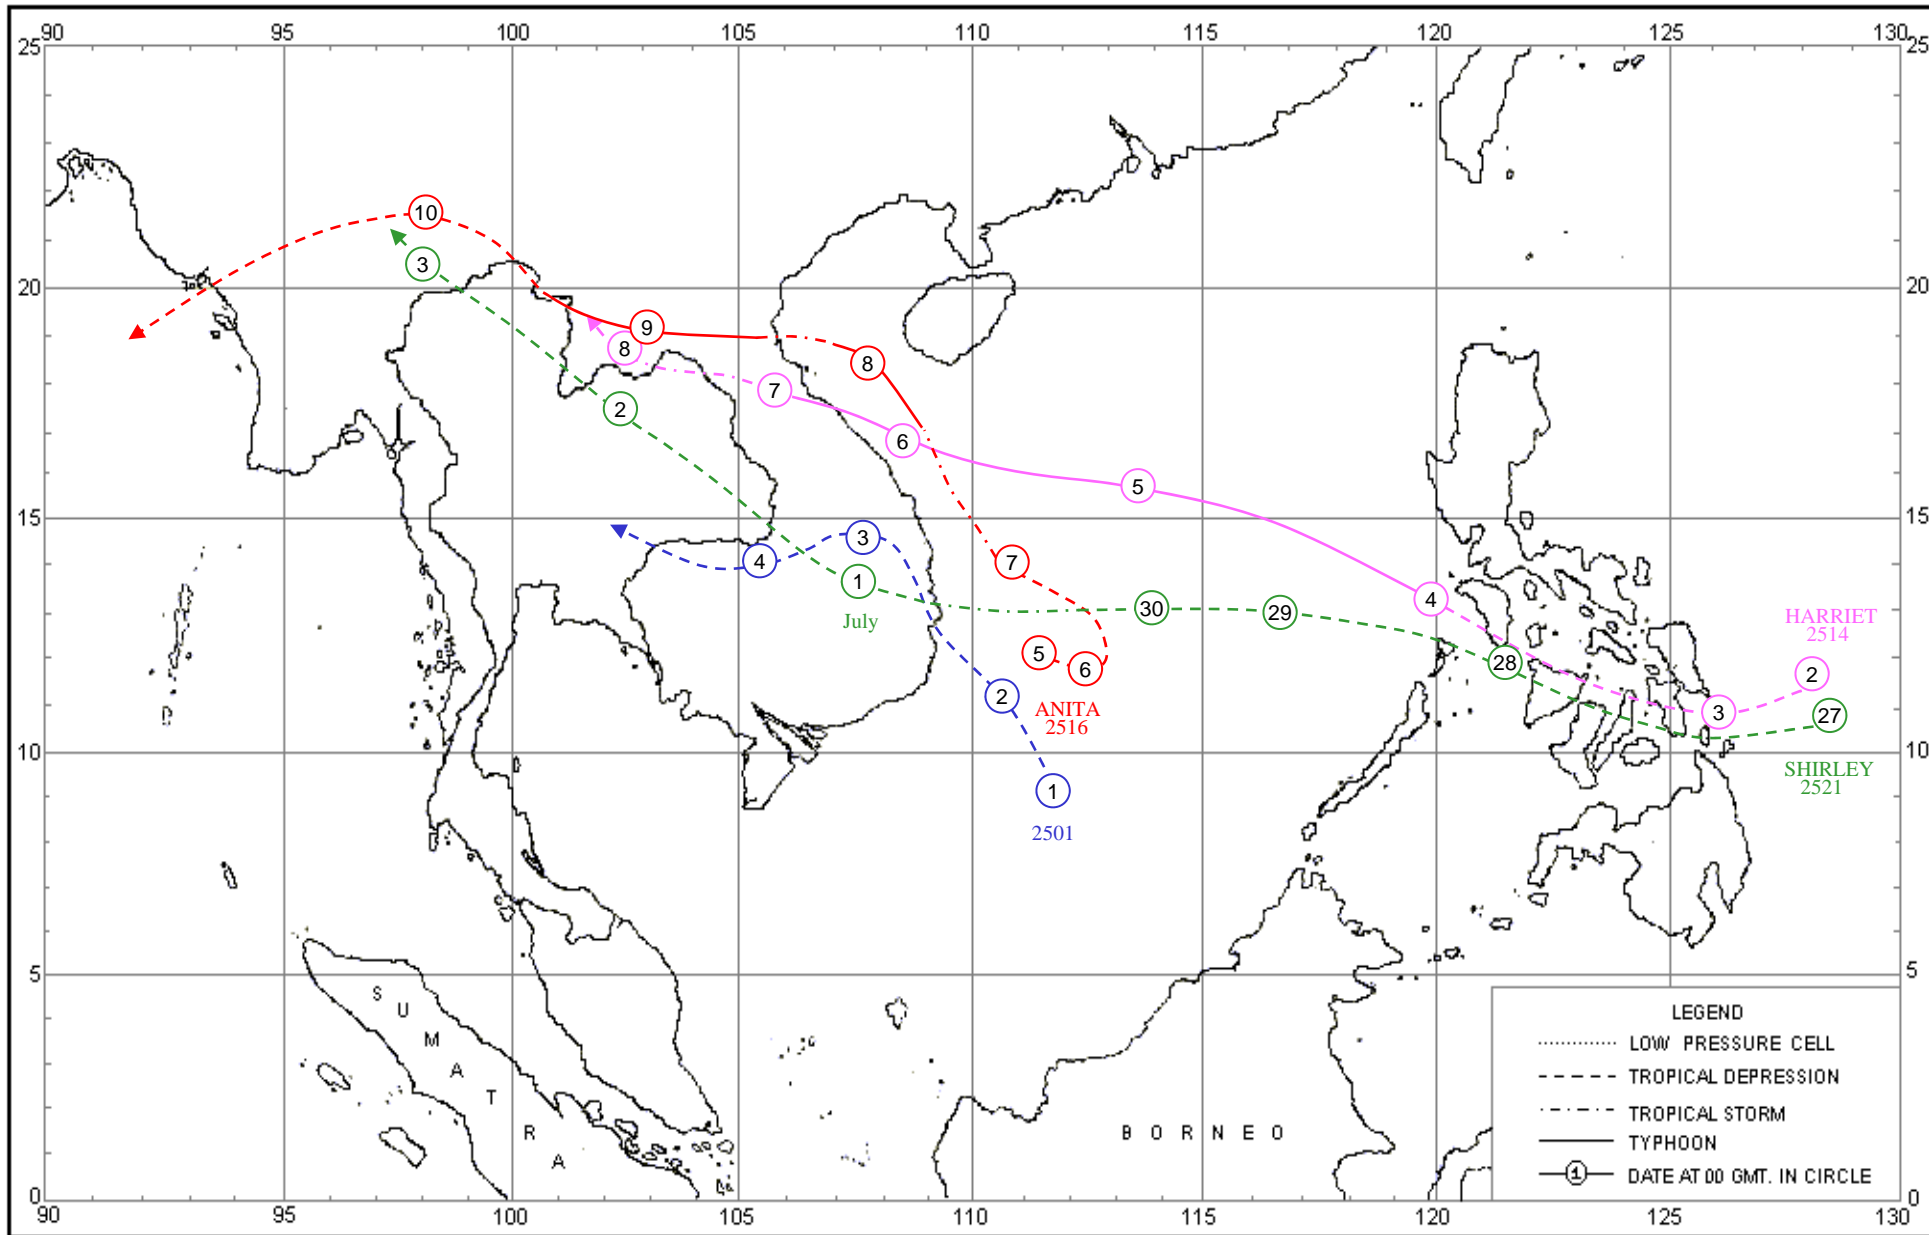 90 95 100 105 110 115 120 125 130
25 25
10
3
20 20
9
8
8
7
2
6
5
15 15
3
4
7
1
July
30
29
4
5
6
28
HARRIET
2514
2
2
ANITA
2516
3
27
10 10
1
2501
SHIRLEY
2521
5 5
SUMATRA
BORNEO
LEGEND
LOW PRESSURE CELL
TROPICAL DEPRESSION
TROPICAL STORM
TYPHOON
1 DATE AT 00 GMT. IN CIRCLE
0 0
90 95 100 105 110 115 120 125 130